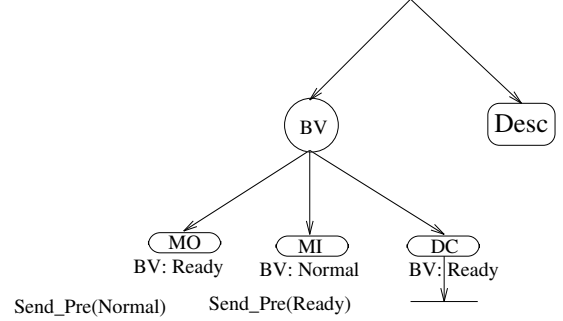 BV
Desc
MO
MI
DC
BV: Ready
BV: Normal
BV: Ready
Send_Pre(Normal)
Send_Pre(Ready)